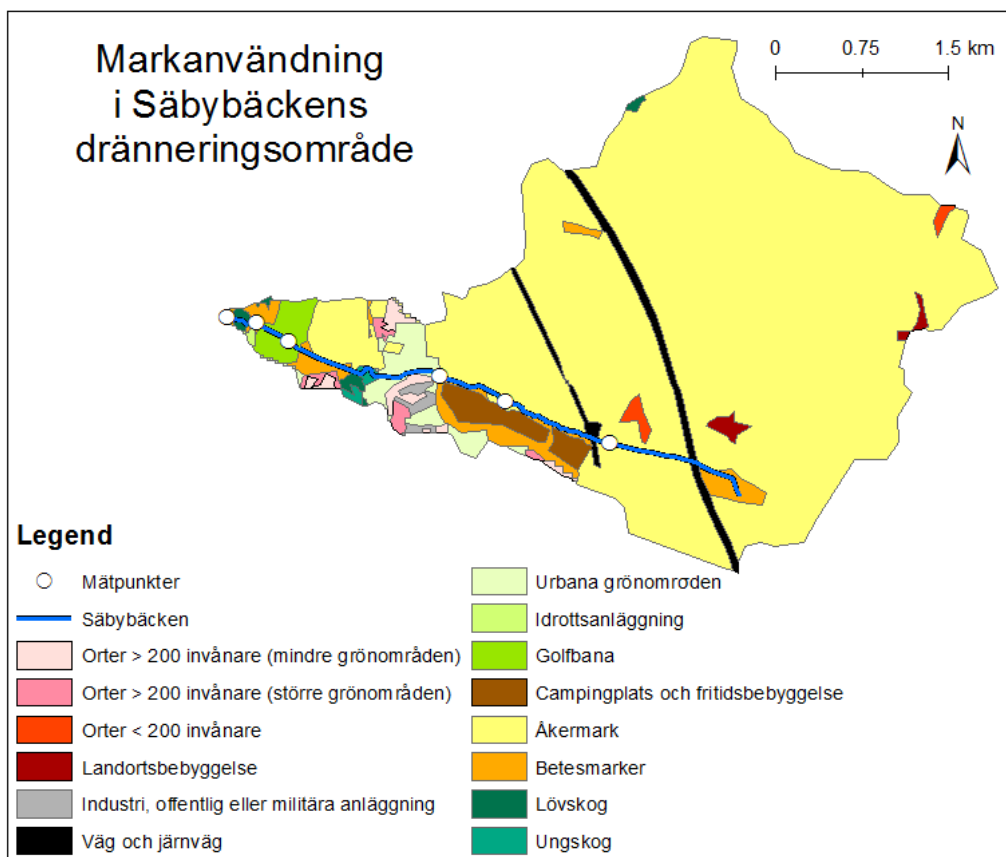 Markanvändning
i Säbybäckens
dränneringsområde
0 0.75 1.5 km
N
Legend
Mätpunkter
Säbybäcken
Orter > 200 invånare (mindre grönområden)
Orter > 200 invånare (större grönområden)
Orter < 200 invånare
Landortsbebyggelse
Industri, offentlig eller militära anläggning
Väg och järnväg
Urbana grönområden
Idrottsanläggning
Golfbana
Campingplats och fritidsbebyggelse
Åkermark
Betesmarker
Lövskog
Ungskog